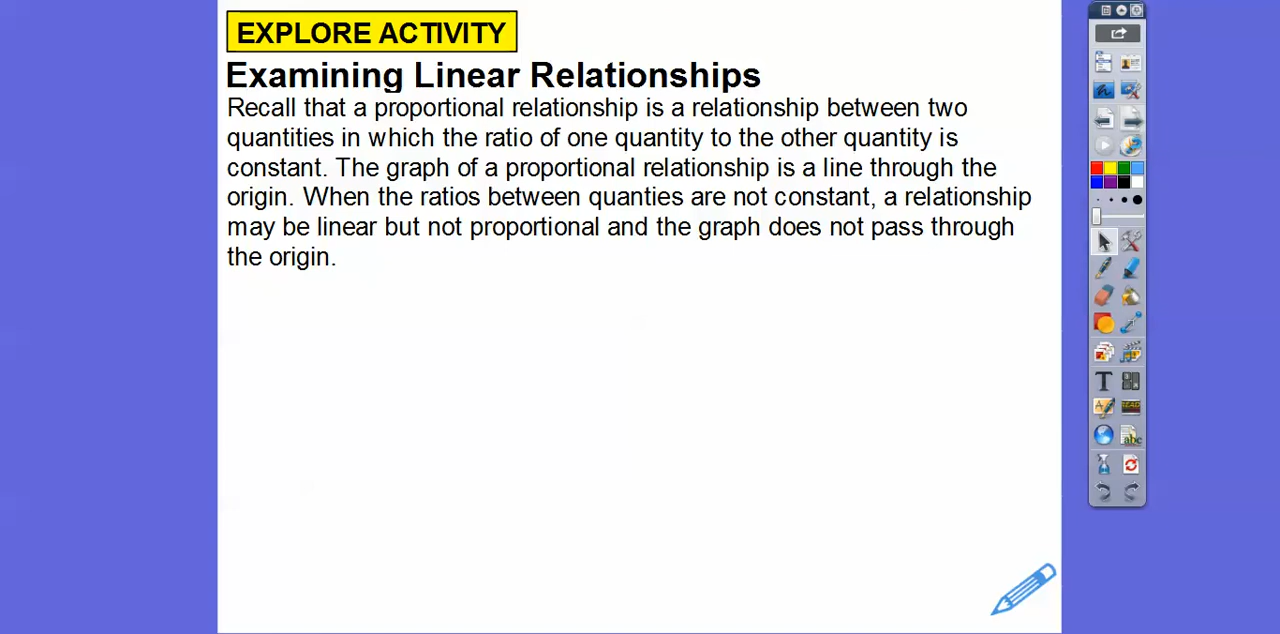 EXPLORE ACTIVITY
Examining Linear Relationships
Recall that a proportional relationship is a relationship between two
quantities in which the ratio of one quantity to the other quantity is
constant. The graph of a proportional relationship is a line through the
origin. When the ratios between quanties are not constant, a relationship
may be linear but not proportional and the graph does not pass through
the origin.
T
abc